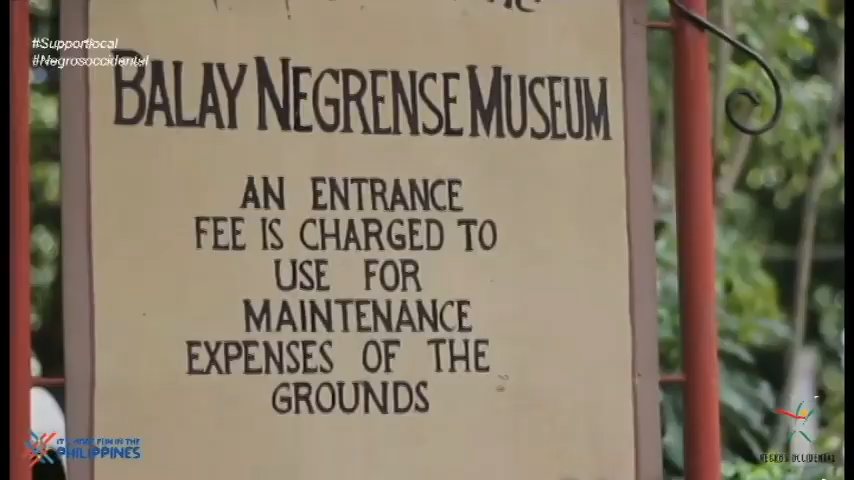 #Supportlocal
#Negrosoccidental
BALAY NEGRENSE MUSEUM
AN ENTRANCE
FEE IS CHARGED TO
USE FOR
MAINTENANCE
EXPENSES OF THE
GROUNDS
IT'S MORE FUN IN THE
PHILIPPINES
NEGROS OCCIDENTAL